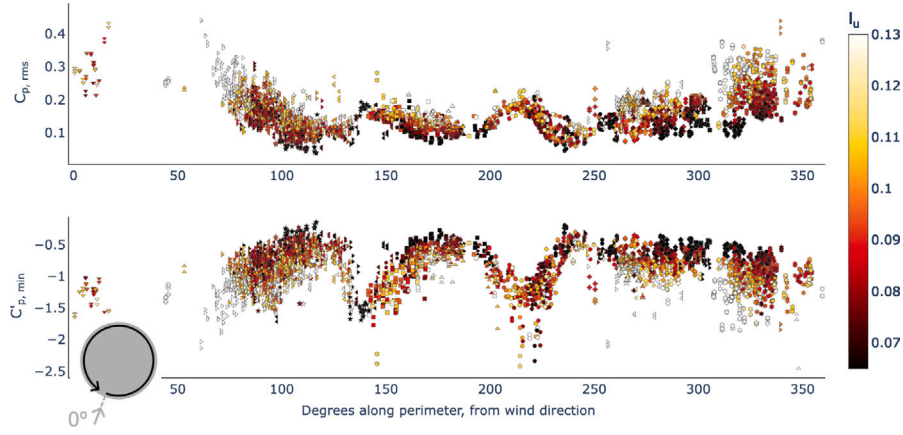 I_u
0.4
0.3
0.2
0.1
C_p, rms
0 50 100 150 200 250 300 350
0.13
0.12
0.11
0.1
0.09
0.08
0.07
−0.5
−1
−1.5
−2
−2.5
C'_p, min
50 100 150 200 250 300 350
Degrees along perimeter, from wind direction
0º